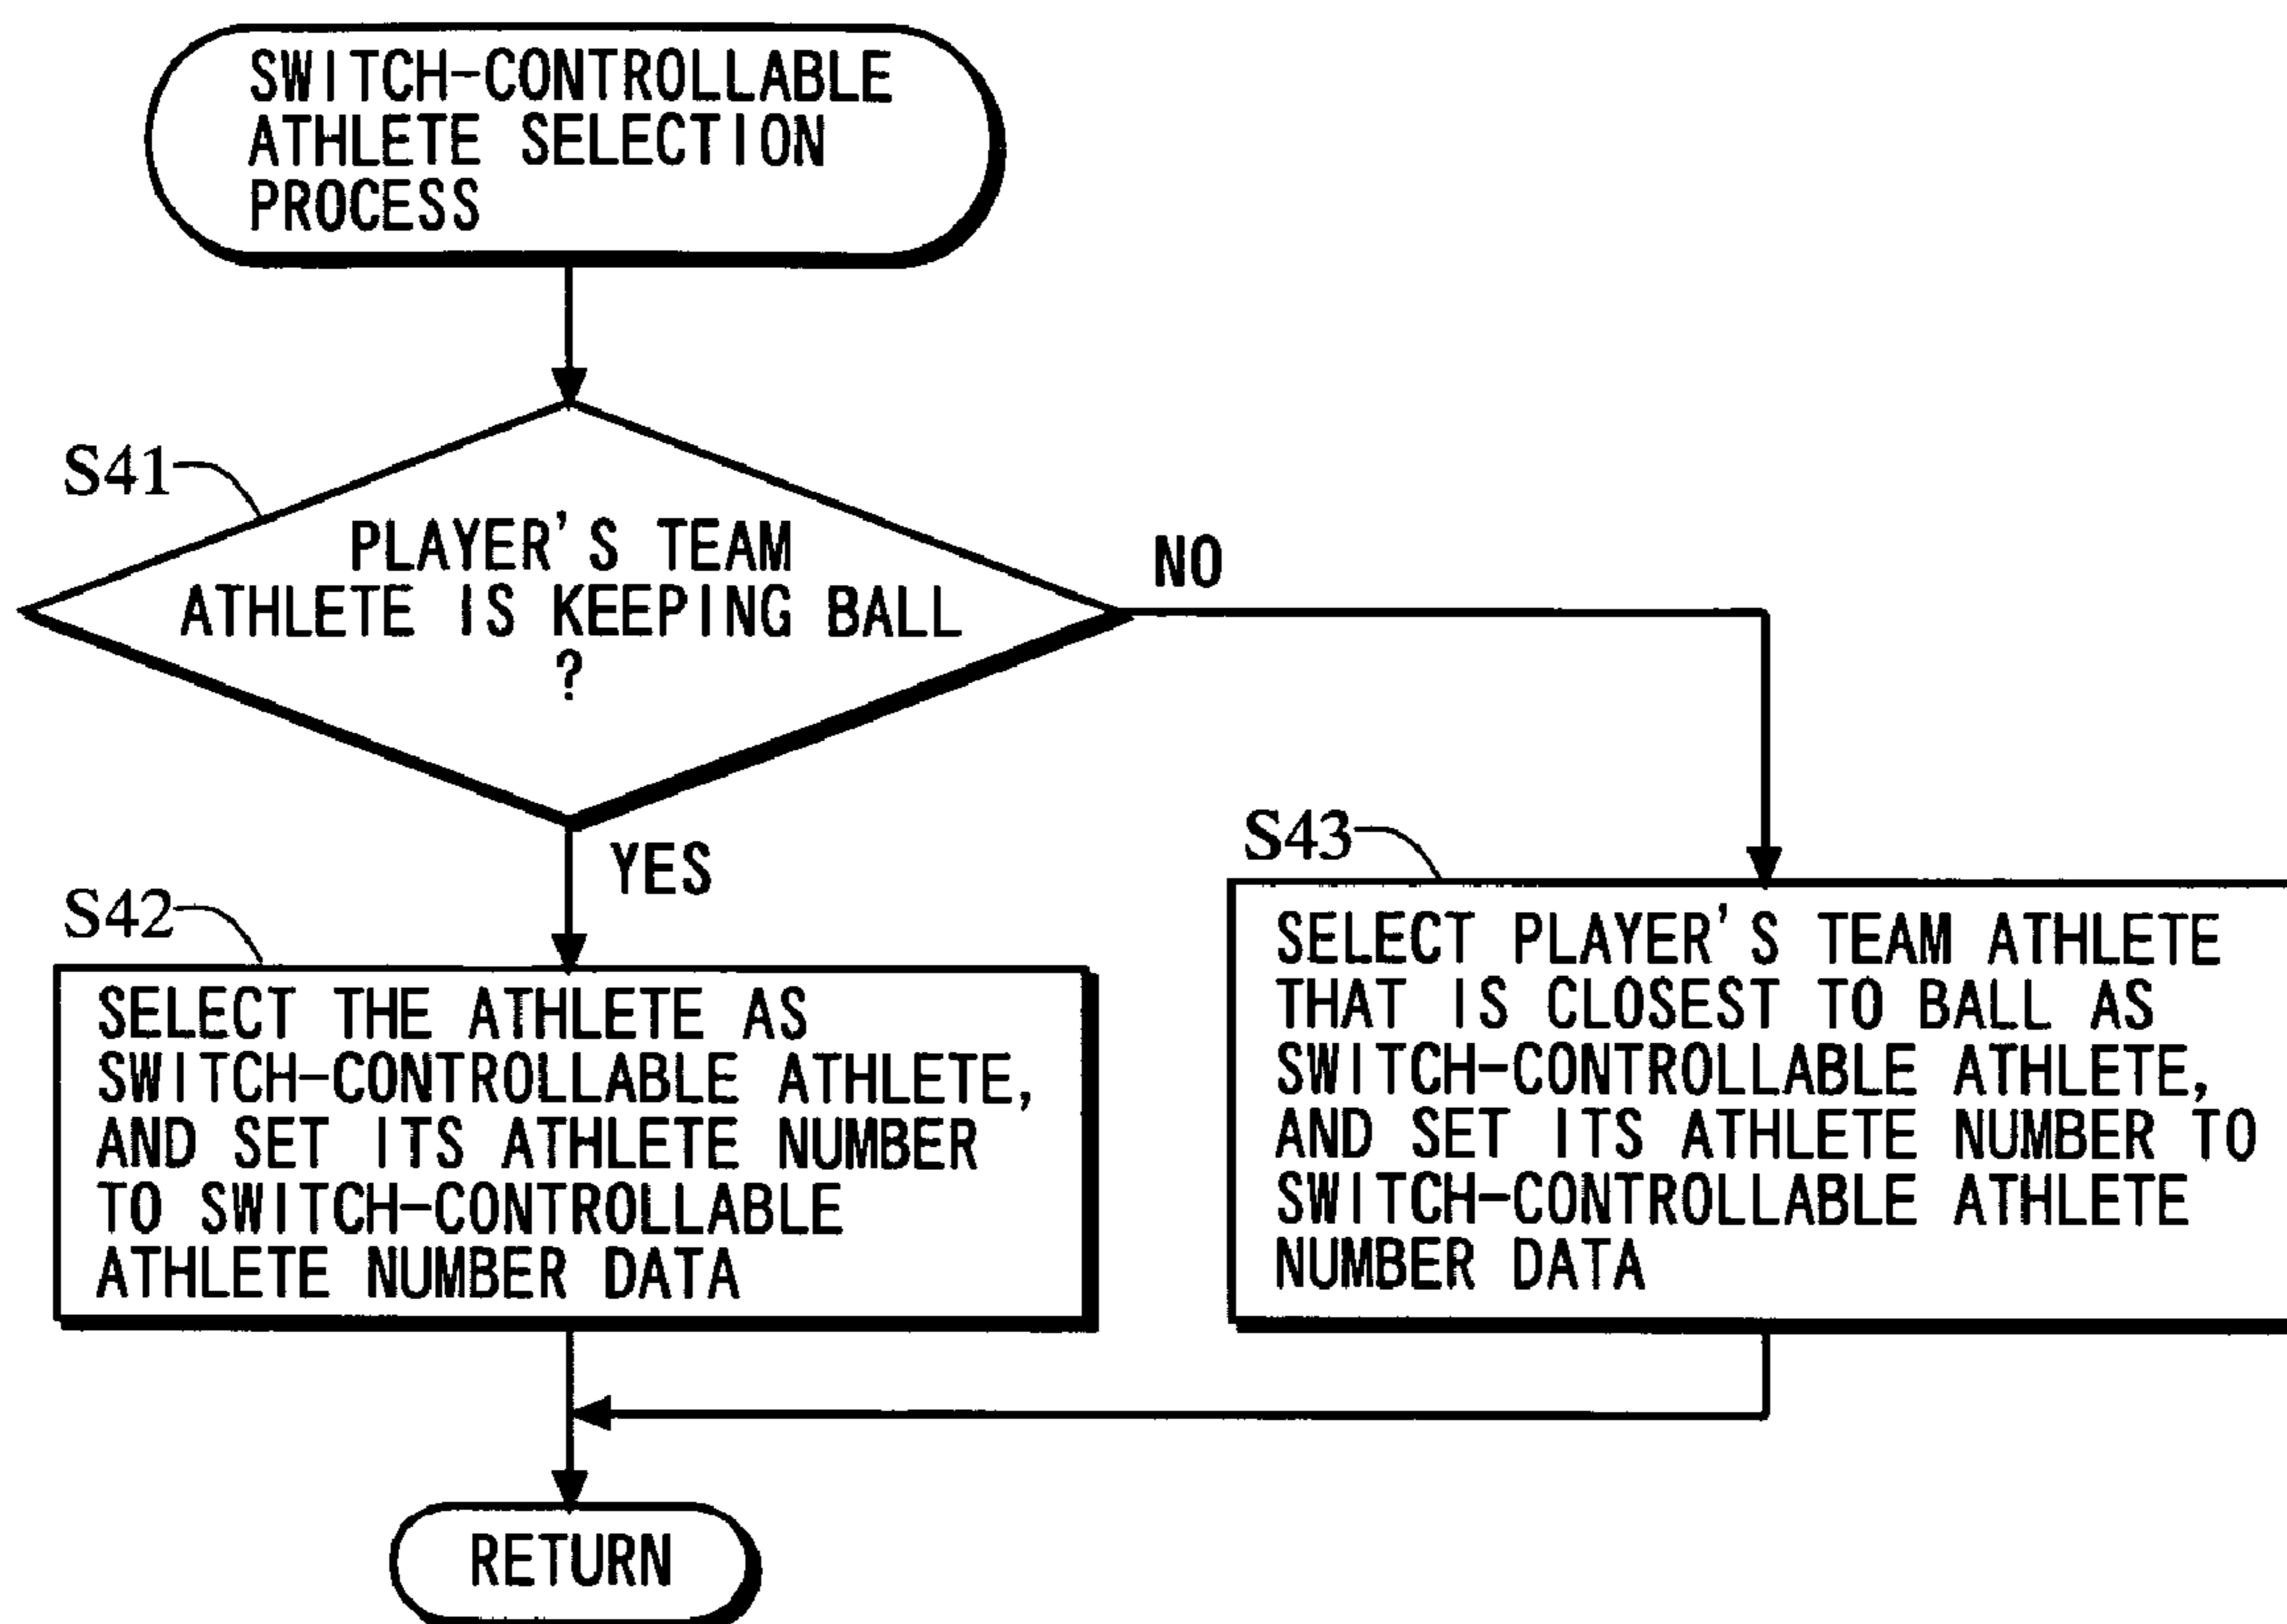 SWITCH-CONTROLLABLE
ATHLETE SELECTION
PROCESS
S41
PLAYER'S TEAM
ATHLETE IS KEEPING BALL
?
NO
YES
S42
SELECT THE ATHLETE AS
SWITCH-CONTROLLABLE ATHLETE,
AND SET ITS ATHLETE NUMBER
TO SWITCH-CONTROLLABLE
ATHLETE NUMBER DATA
S43
SELECT PLAYER'S TEAM ATHLETE
THAT IS CLOSEST TO BALL AS
SWITCH-CONTROLLABLE ATHLETE,
AND SET ITS ATHLETE NUMBER TO
SWITCH-CONTROLLABLE ATHLETE
NUMBER DATA
RETURN